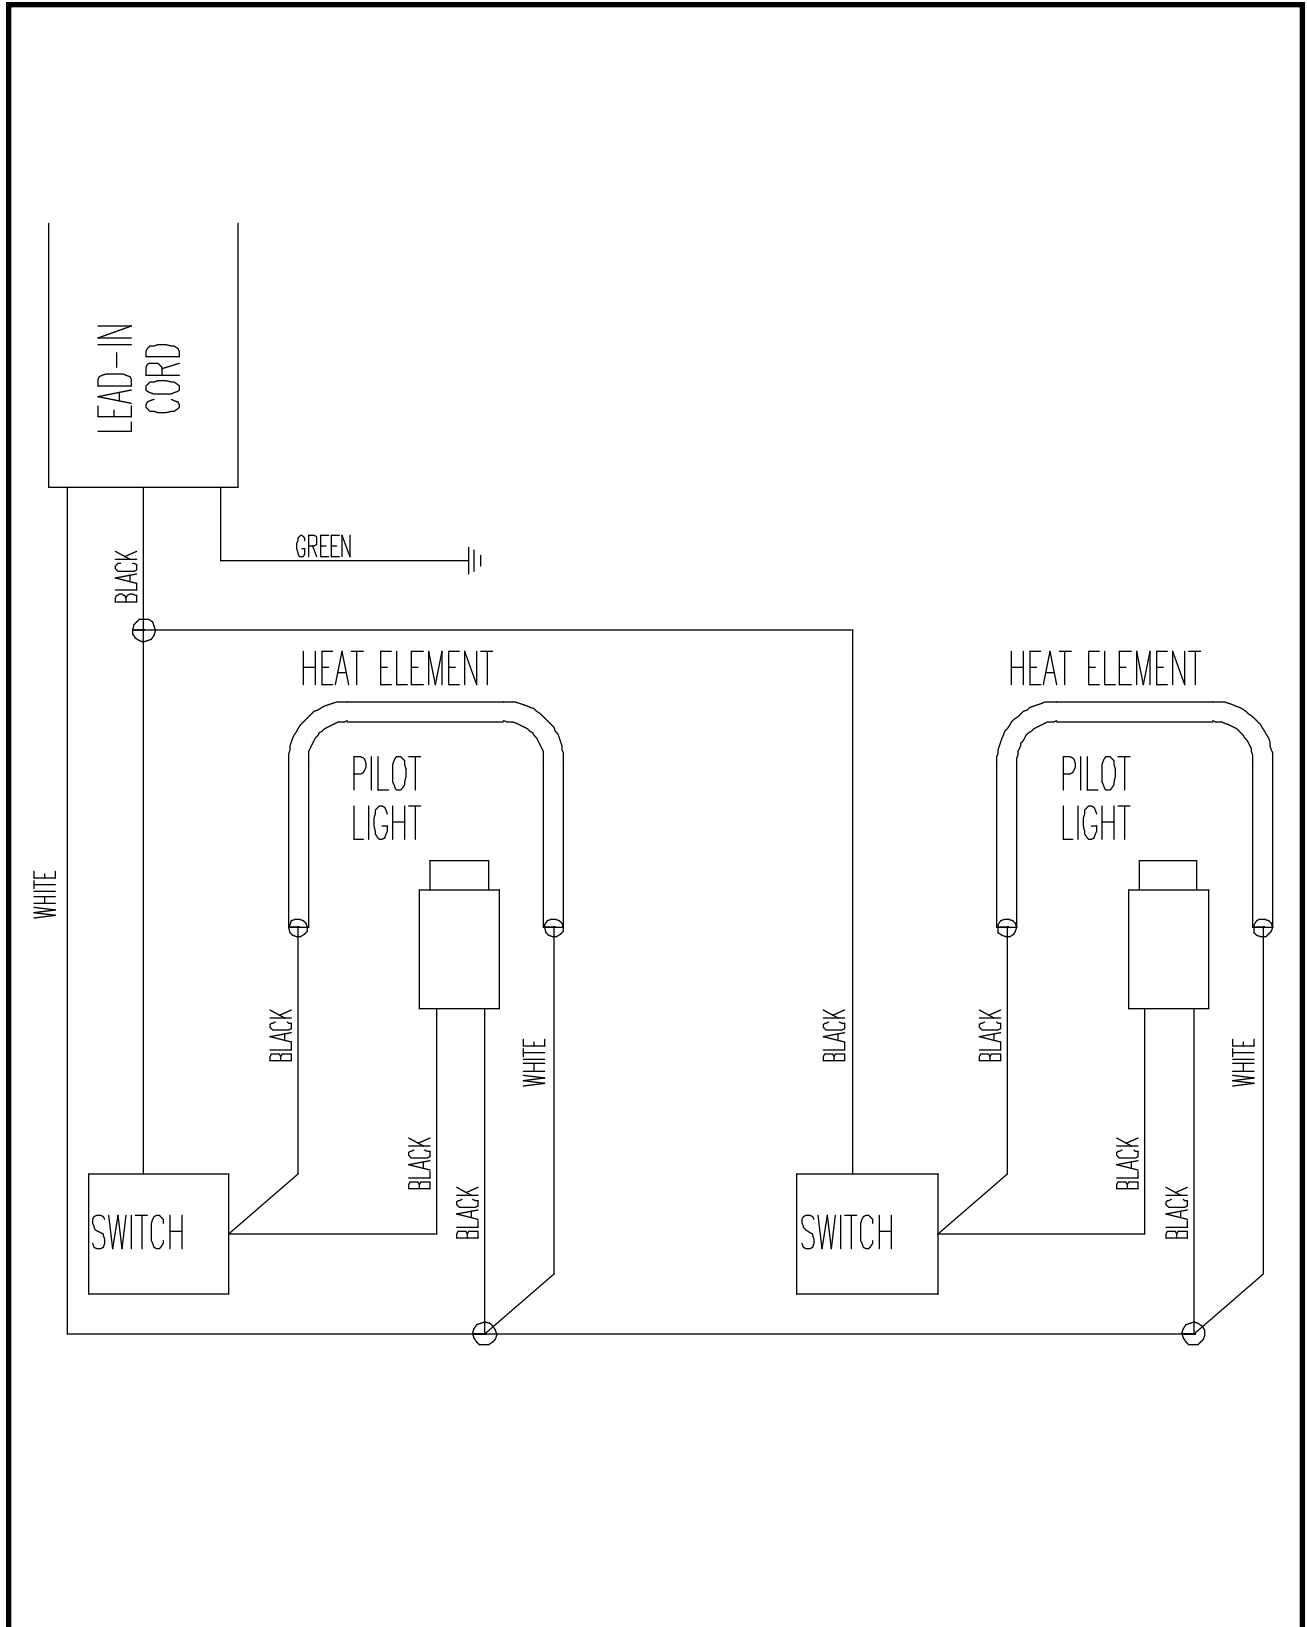 LEAD-IN
CORD
GREEN
BLACK
HEAT ELEMENT
HEAT ELEMENT
PILOT
LIGHT
PILOT
LIGHT
WHITE
BLACK
BLACK
BLACK
WHITE
WHITE
BLACK
BLACK
BLACK
BLACK
SWITCH
SWITCH